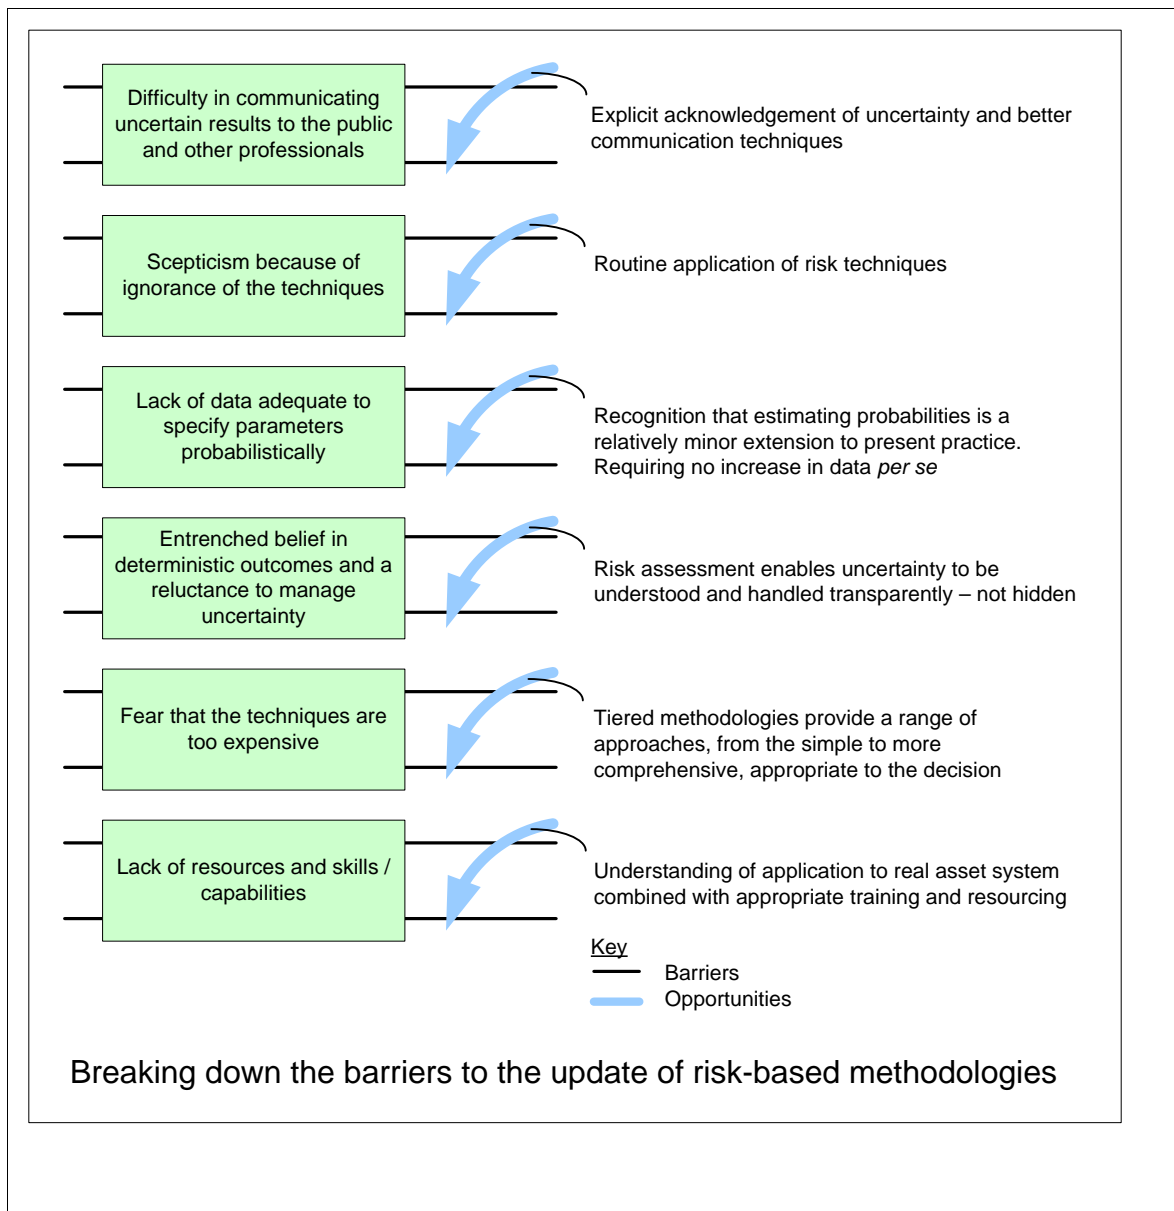 Difficulty in communicating
uncertain results to the public
and other professionals
Explicit acknowledgement of uncertainty and better
communication techniques
Scepticism because of
ignorance of the techniques
Routine application of risk techniques
Lack of data adequate to
specify parameters
probabilistically
Recognition that estimating probabilities is a
relatively minor extension to present practice.
Requiring no increase in data per se
Entrenched belief in
deterministic outcomes and a
reluctance to manage
uncertainty
Risk assessment enables uncertainty to be
understood and handled transparently – not hidden
Fear that the techniques are
too expensive
Tiered methodologies provide a range of
approaches, from the simple to more
comprehensive, appropriate to the decision
Lack of resources and skills /
capabilities
Understanding of application to real asset system
combined with appropriate training and resourcing
Key
Barriers
Opportunities
Breaking down the barriers to the update of risk-based methodologies